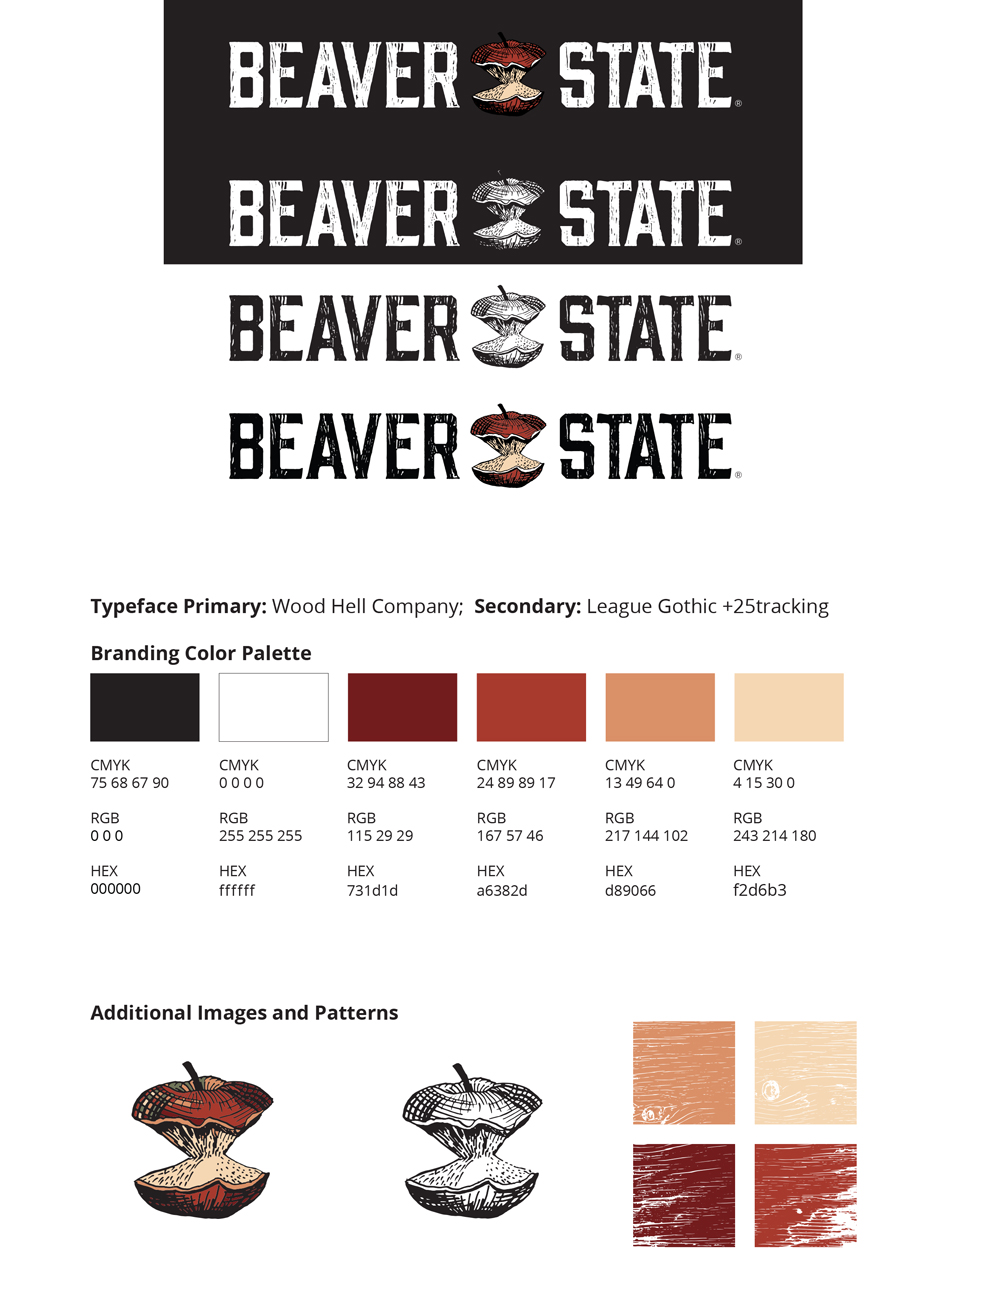 BEAVER STATE®
BEAVER STATE®
BEAVER STATE®
BEAVER STATE®
Typeface Primary: Wood Hell Company;  Secondary: League Gothic +25tracking
Branding Color Palette
CMYK
75 68 67 90
RGB
0 0 0
HEX
000000
CMYK
0 0 0 0
RGB
255 255 255
HEX
ffffff
CMYK
32 94 88 43
RGB
115 29 29
HEX
731d1d
CMYK
24 89 89 17
RGB
167 57 46
HEX
a6382d
CMYK
13 49 64 0
RGB
217 144 102
HEX
d89066
CMYK
4 15 30 0
RGB
243 214 180
HEX
f2d6b3
Additional Images and Patterns